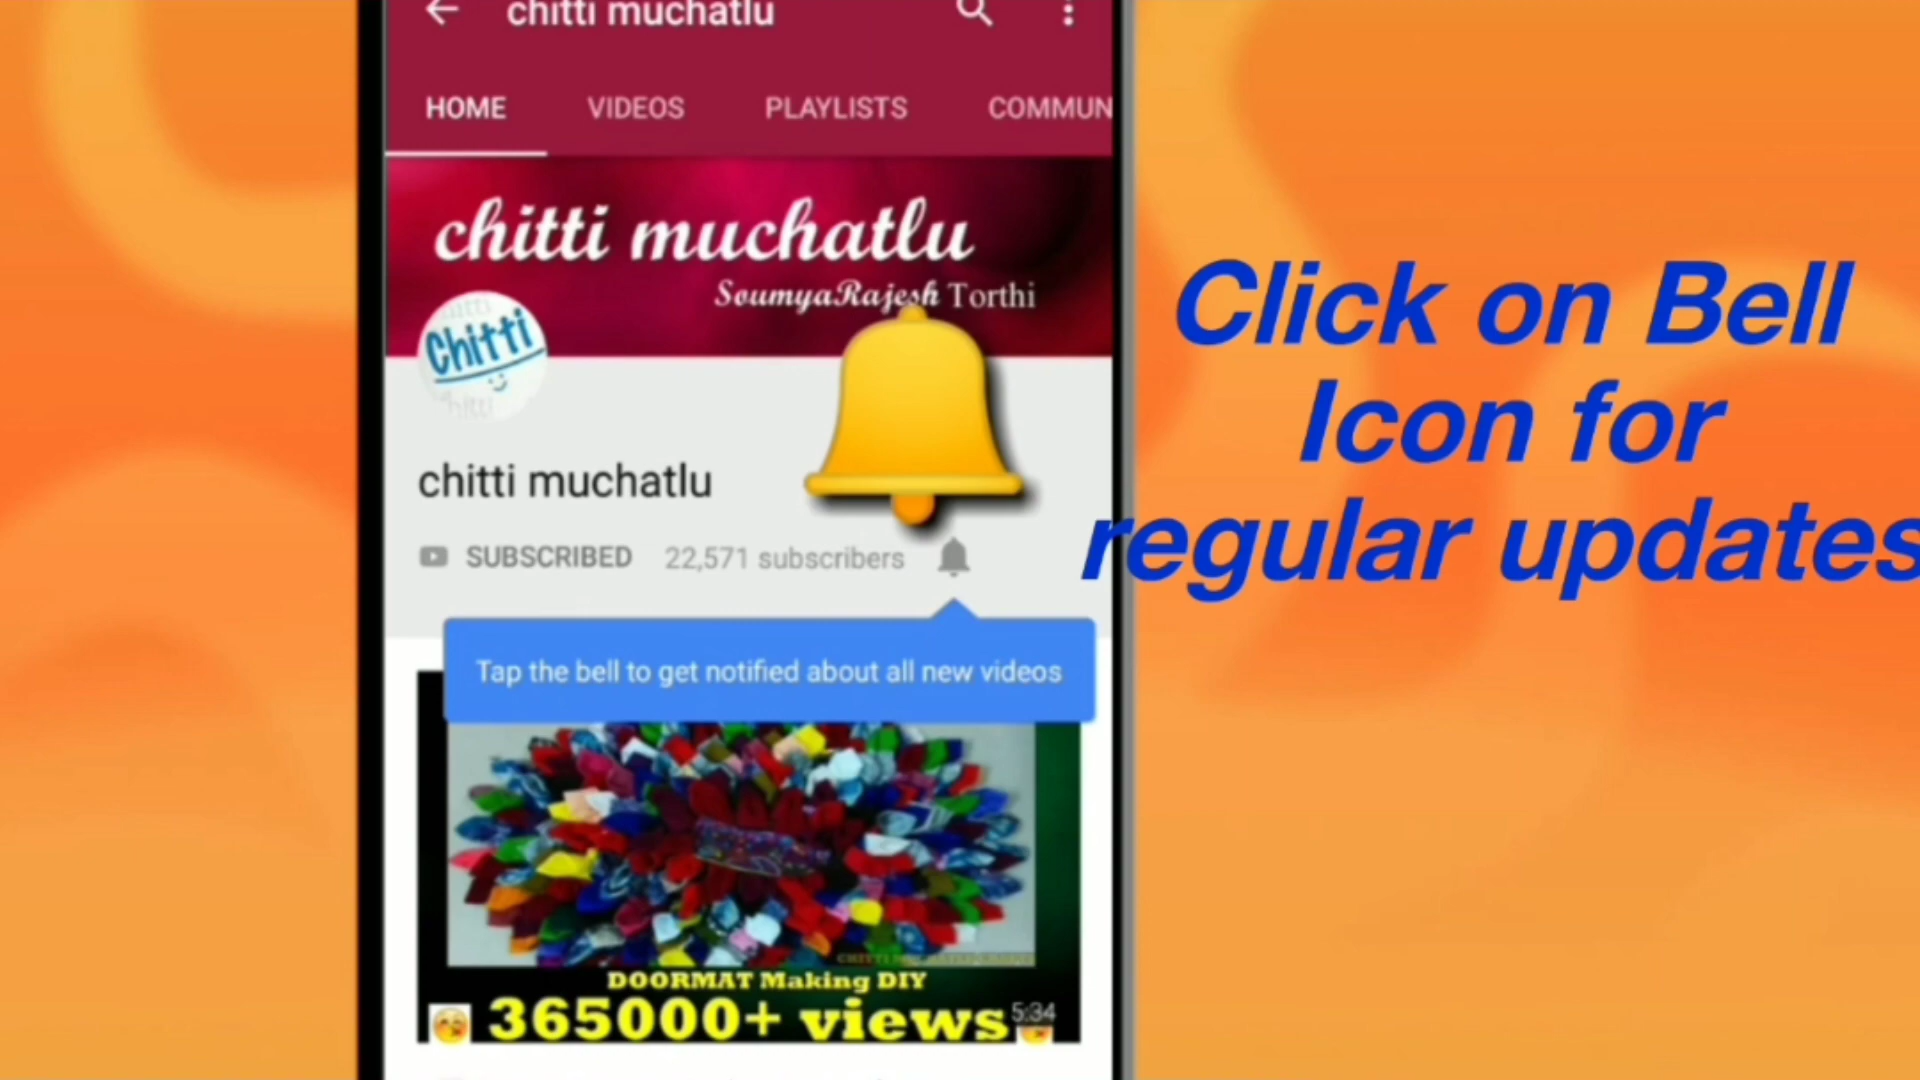 chitti muchatlu
HOME VIDEOS PLAYLISTS COMMUN
chitti muchatlu
SoumyaRajesh Torthi
Chitti
chitti muchatlu
SUBSCRIBED 22,571 subscribers
Tap the bell to get notified about all new videos
DOORMAT Making DIY
365000+ views
5:34
Click on Bell
Icon for
regular updates